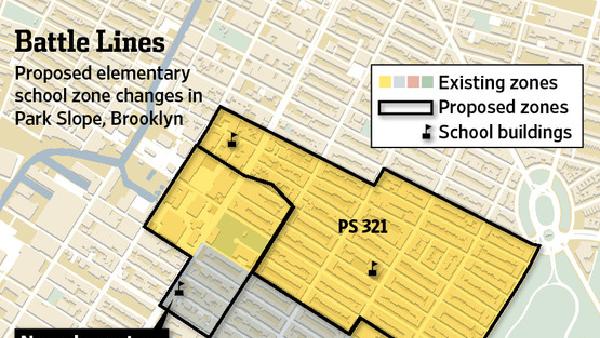 Battle Lines
Proposed elementary
school zone changes in
Park Slope, Brooklyn
Existing zones
Proposed zones
School buildings
PS 321